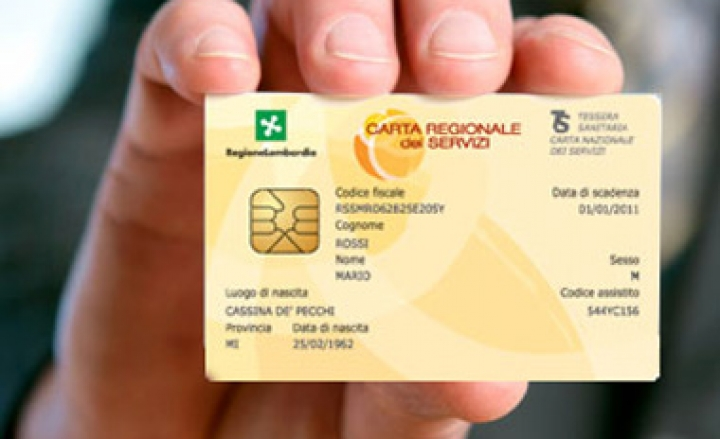 RegioneLombardia
CARTA REGIONALE
dei SERVIZI
TS TESSERA
SANITARIA
CARTA NAZIONALE
DEI SERVIZI
Codice fiscale
Data di scadenza
RSSMRO62B25E205Y
01/01/2011
Cognome
ROSSI
Nome
Sesso
MARIO
M
Luogo di nascita
Codice assistito
CASSINA DE' PECCHI
544YC156
Provincia Data di nascita
MI 25/02/1962